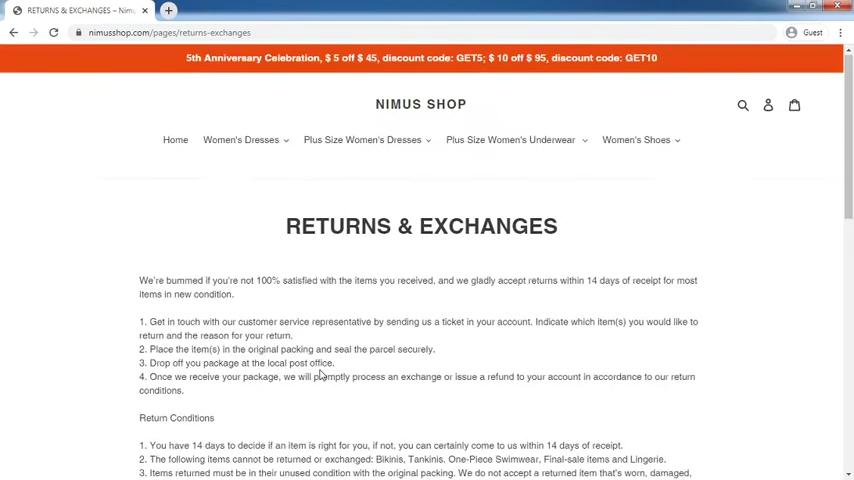 RETURNS & EXCHANGES – Nimus
nimusshop.com/pages/returns-exchanges
Guest
5th Anniversary Celebration, $ 5 off $ 45, discount code: GET5; $ 10 off $ 95, discount code: GET10
NIMUS SHOP
Home Women's Dresses Plus Size Women's Dresses Plus Size Women's Underwear Women's Shoes
RETURNS & EXCHANGES
We're bummed if you're not 100% satisfied with the items you received, and we gladly accept returns within 14 days of receipt for most
items in new condition.
1. Get in touch with our customer service representative by sending us a ticket in your account. Indicate which item(s) you would like to
return and the reason for your return.
2. Place the item(s) in the original packing and seal the parcel securely.
3. Drop off you package at the local post office.
4. Once we receive your package, we will promptly process an exchange or issue a refund to your account in accordance to our return
conditions.
Return Conditions
1. You have 14 days to decide if an item is right for you, if not, you can certainly come to us within 14 days of receipt.
2. The following items cannot be returned or exchanged: Bikinis, Tankinis, One-Piece Swimwear, Final-sale items and Lingerie.
3. Items returned must be in their unused condition with the original packing. We do not accept a returned item that's worn, damaged,